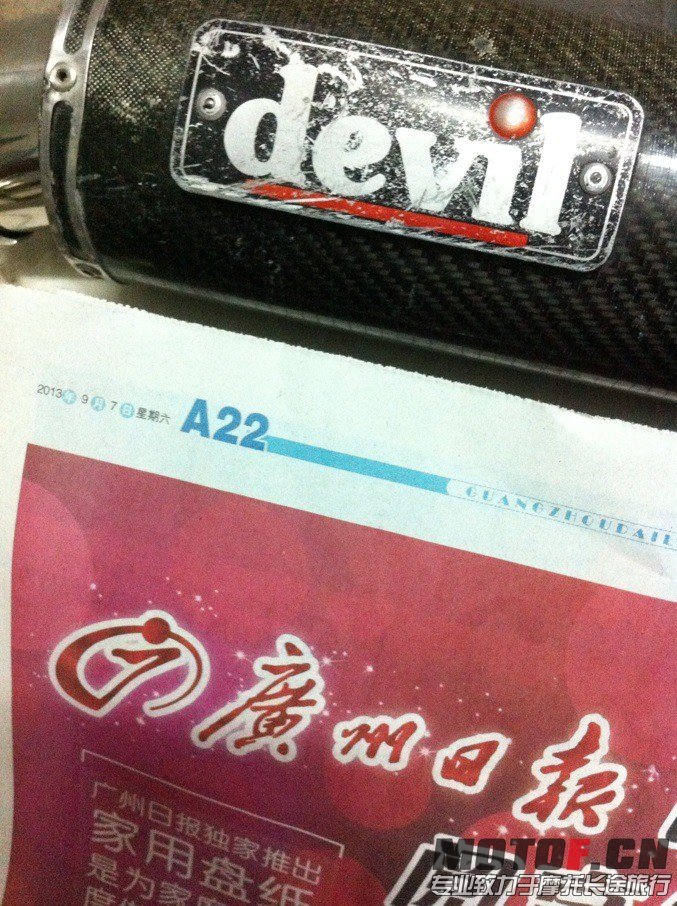 devil
2013年9月7日星期六 A22
GUANGZHOUDAIL
廣州日報
广州日报独家推出
家用盘纸
是为家
MOTOF.CN
专业致力于摩托长途旅行